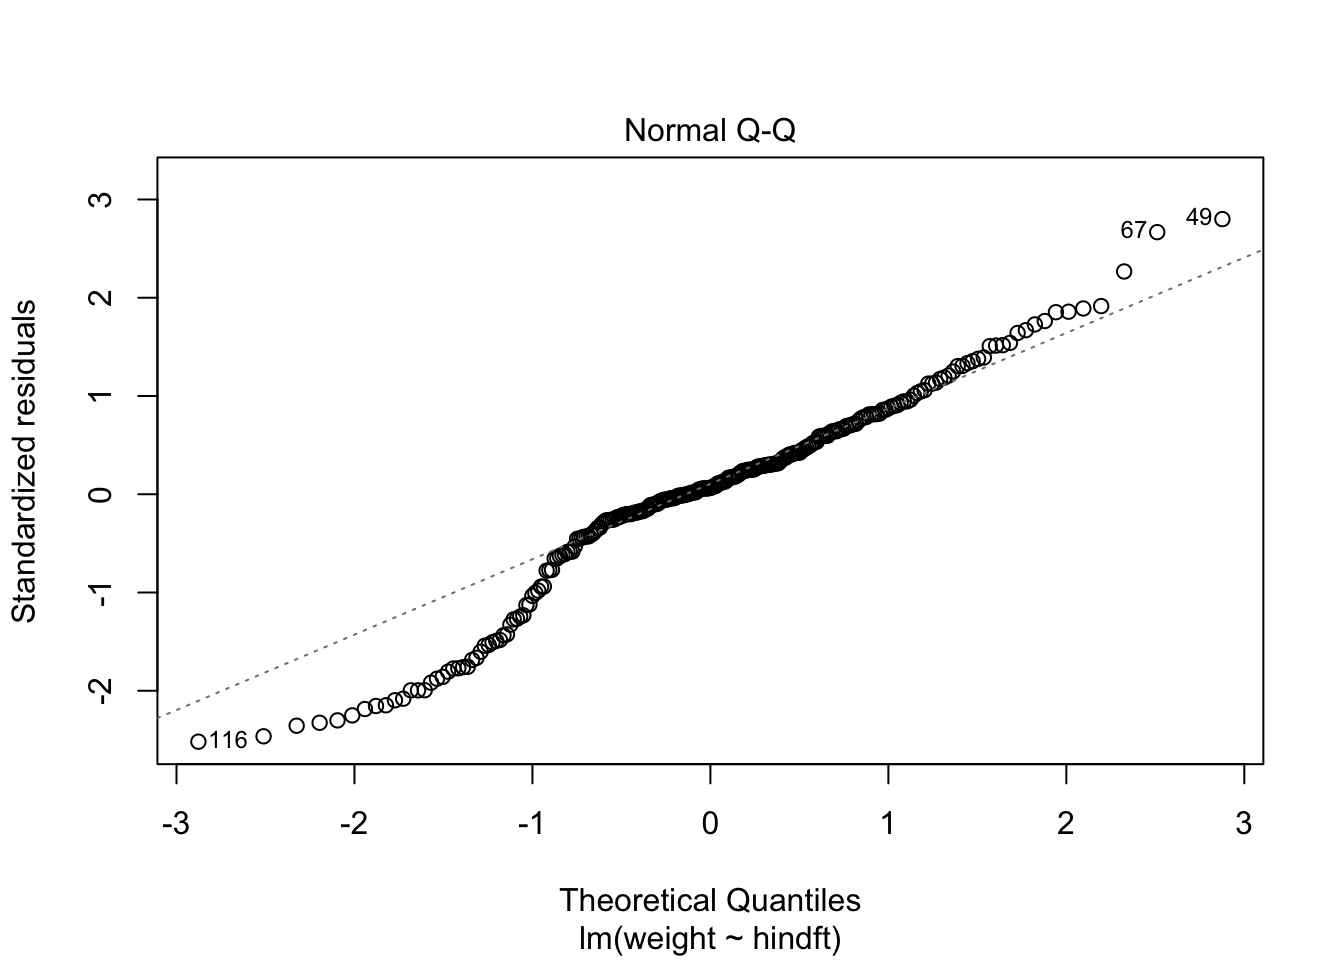 Normal Q-Q
Standardized residuals
3
2
1
0
-1
-2
67
49
116
-3 -2 -1 0 1 2 3
Theoretical Quantiles
lm(weight ~ hindft)